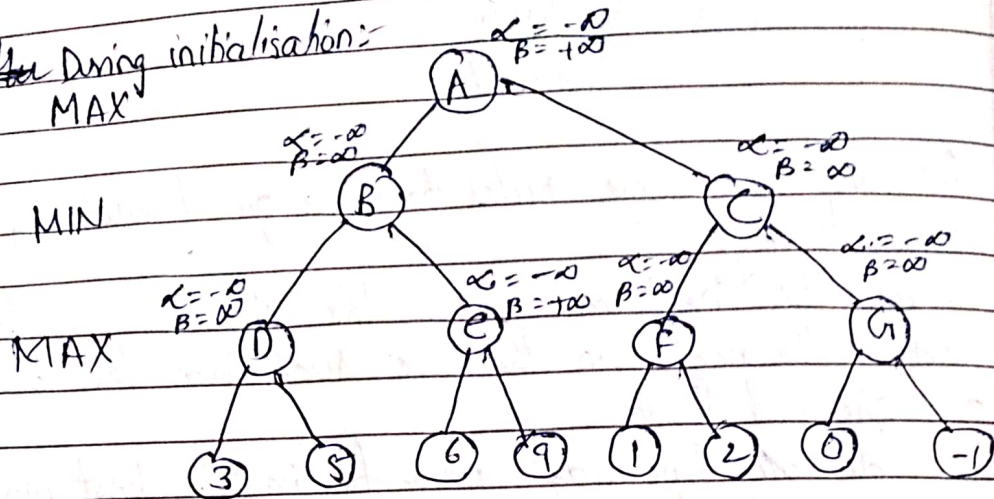 During initialisation:-
α = -∞
β = +∞
A
MAX
α = -∞
β = ∞
α = -∞
β = ∞
MIN
B
C
α = -∞
β = ∞
α = -∞
β = +∞
α = -∞
β = ∞
α = -∞
β = ∞
MAX
D
e
F
G
3 5 6 9 1 2 0 -1